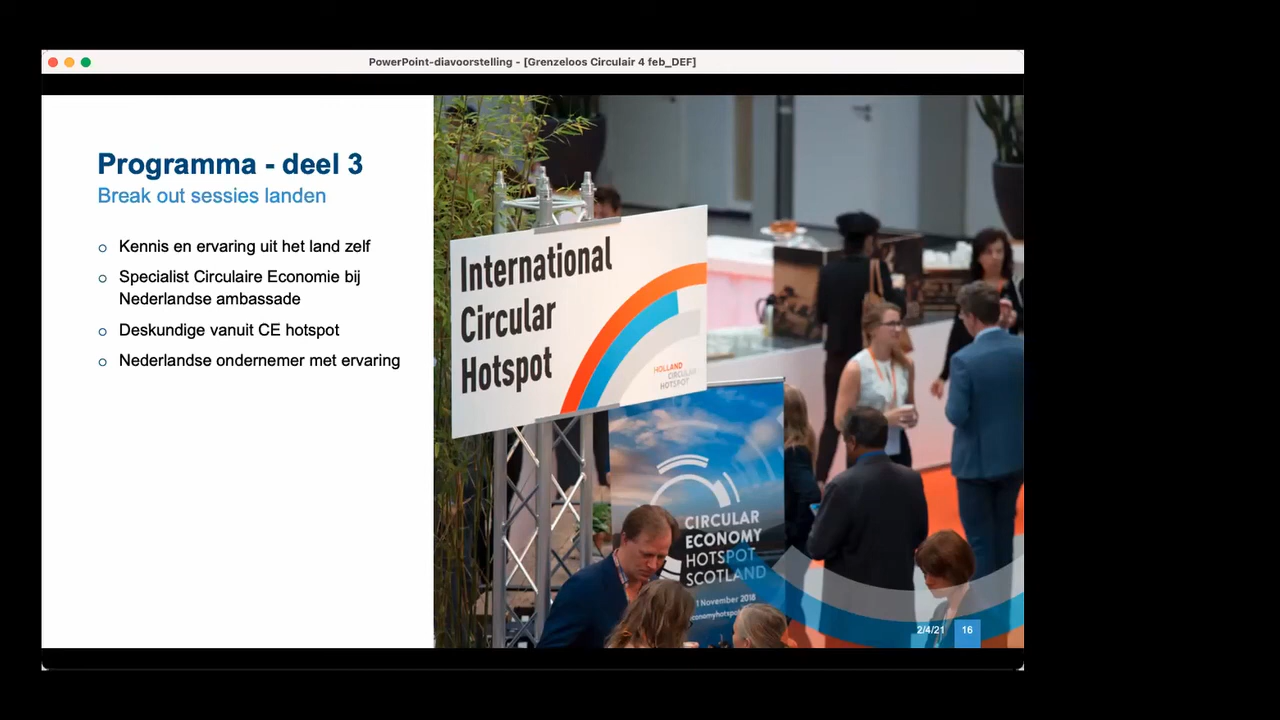 PowerPoint-diavoorstelling - [Grenzeloos Circulair 4 feb_DEF]
Programma - deel 3
Break out sessies landen
Kennis en ervaring uit het land zelf
Specialist Circulaire Economie bij
Nederlandse ambassade
Deskundige vanuit CE hotspot
Nederlandse ondernemer met ervaring
International
Circular
Hotspot
HOLLAND
CIRCULAR
HOTSPOT
CIRCULAR
ECONOMY
HOTSPOT
SCOTLAND
1 November 2018
2/4/21
16